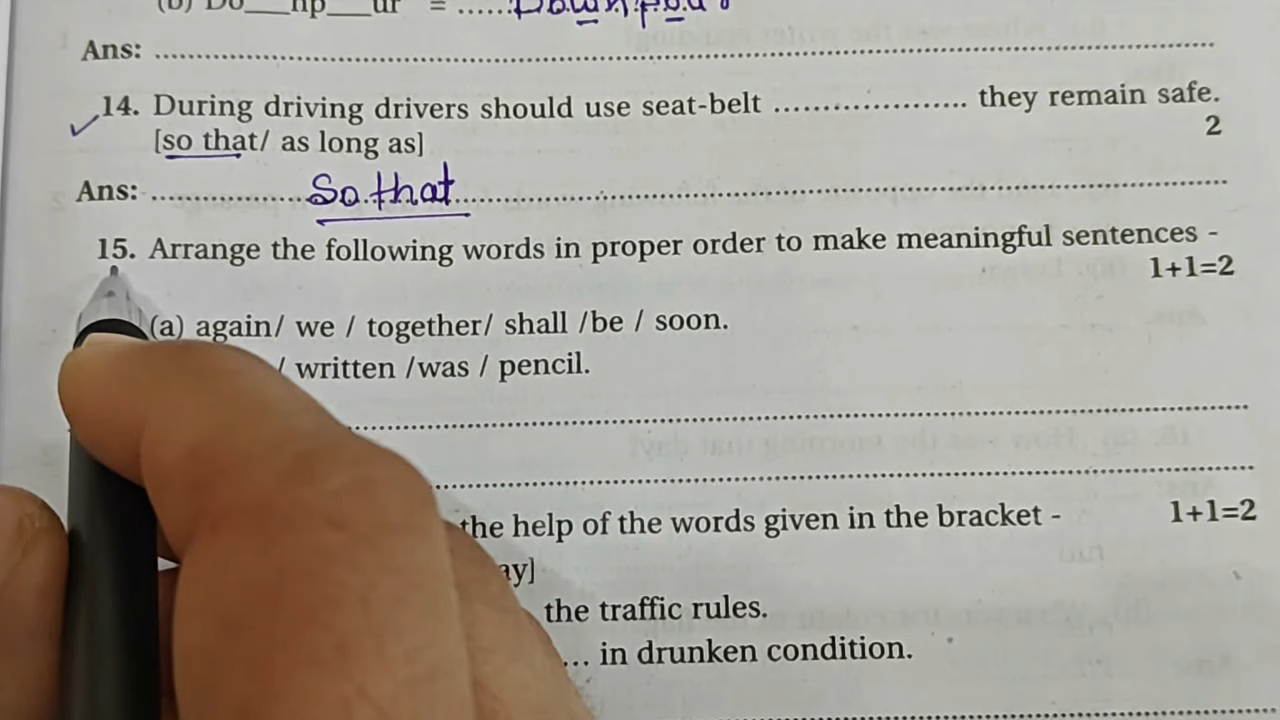 (b) Do___np___ur = ......Downpour
Ans: ..........................................................................
14. During driving drivers should use seat-belt .................... they remain safe.
2
[so that/ as long as]
Ans: .................So that..........................................................
15. Arrange the following words in proper order to make meaningful sentences -
1+1=2
(a) again/ we / together/ shall /be / soon.
/ written /was / pencil.
the help of the words given in the bracket - 1+1=2
ay]
the traffic rules.
... in drunken condition.